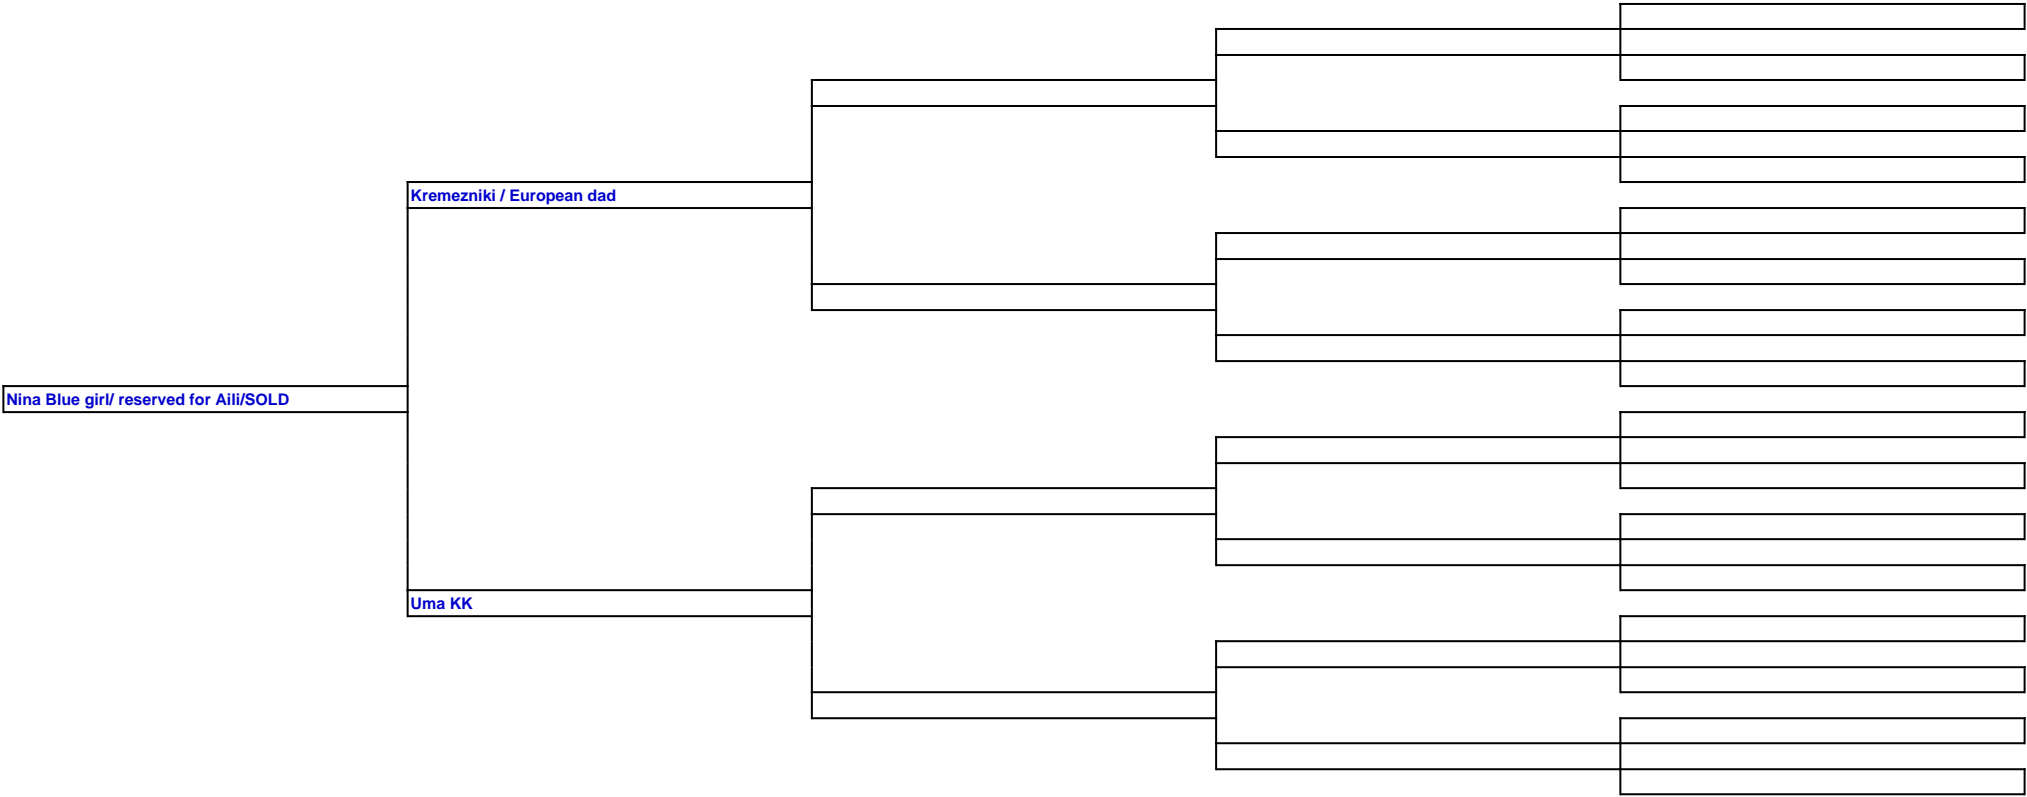 Kremezniki / European dad
Nina Blue girl/ reserved for Aili/SOLD
Uma KK